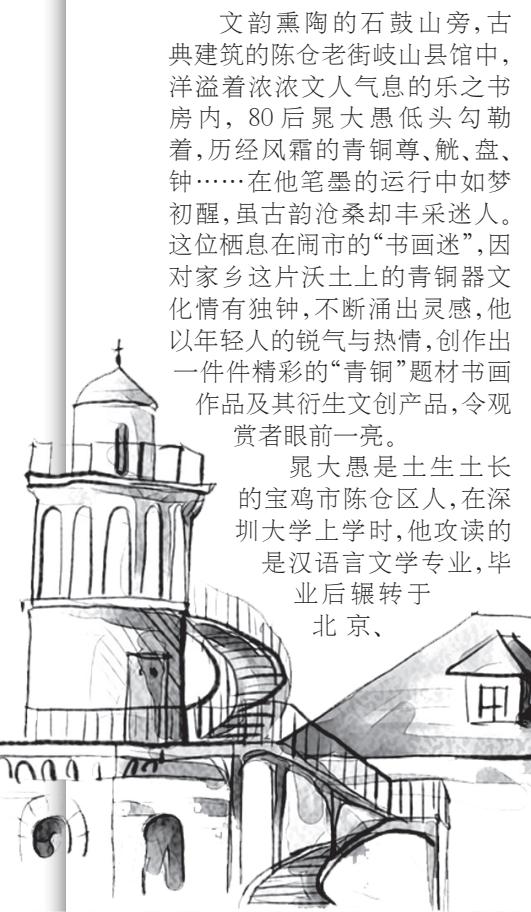 文韵熏陶的石鼓山旁，古
典建筑的陈仓老街岐山县馆中，
洋溢着浓浓文人气息的乐之书
房内，80后晁大愚低头勾勒
着，历经风霜的青铜尊、觥、盘、
钟……在他笔墨的运行中如梦
初醒，虽古韵沧桑却丰采迷人。
这位栖息在闹市的“书画迷”，因
对家乡这片沃土上的青铜器文
化情有独钟，不断涌出灵感，他
以年轻人的锐气与热情，创作出
一件件精彩的“青铜”题材书画
作品及其衍生文创产品，令观
赏者眼前一亮。
晁大愚是土生土长
的宝鸡市陈仓区人，在深
圳大学上学时，他攻读的
是汉语言文学专业，毕
业后辗转于
北京、